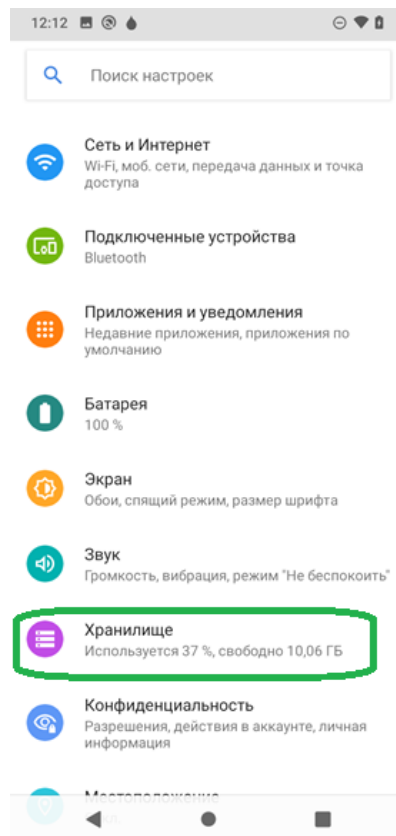 12:12
Поиск настроек
Сеть и Интернет
Wi-Fi, моб. сети, передача данных и точка
доступа
Подключенные устройства
Bluetooth
Приложения и уведомления
Недавние приложения, приложения по
умолчанию
Батарея
100 %
Экран
Обои, спящий режим, размер шрифта
Звук
Громкость, вибрация, режим "Не беспокоить"
Хранилище
Используется 37 %, свободно 10,06 ГБ
Конфиденциальность
Разрешения, действия в аккаунте, личная
информация
Местоположение